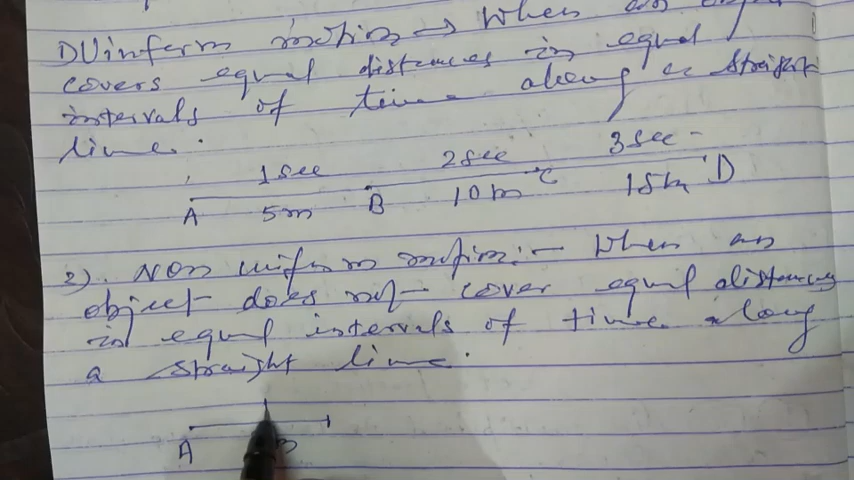 1) Uniform motion → When an object
covers equal distances in equal
intervals of time along a straight
line.
1 sec 2 sec 3 sec
A 5m B 10m C 15m D
2). Non uniform motion:- When an
object does not cover equal distances
in equal intervals of time along
a straight line.
A m